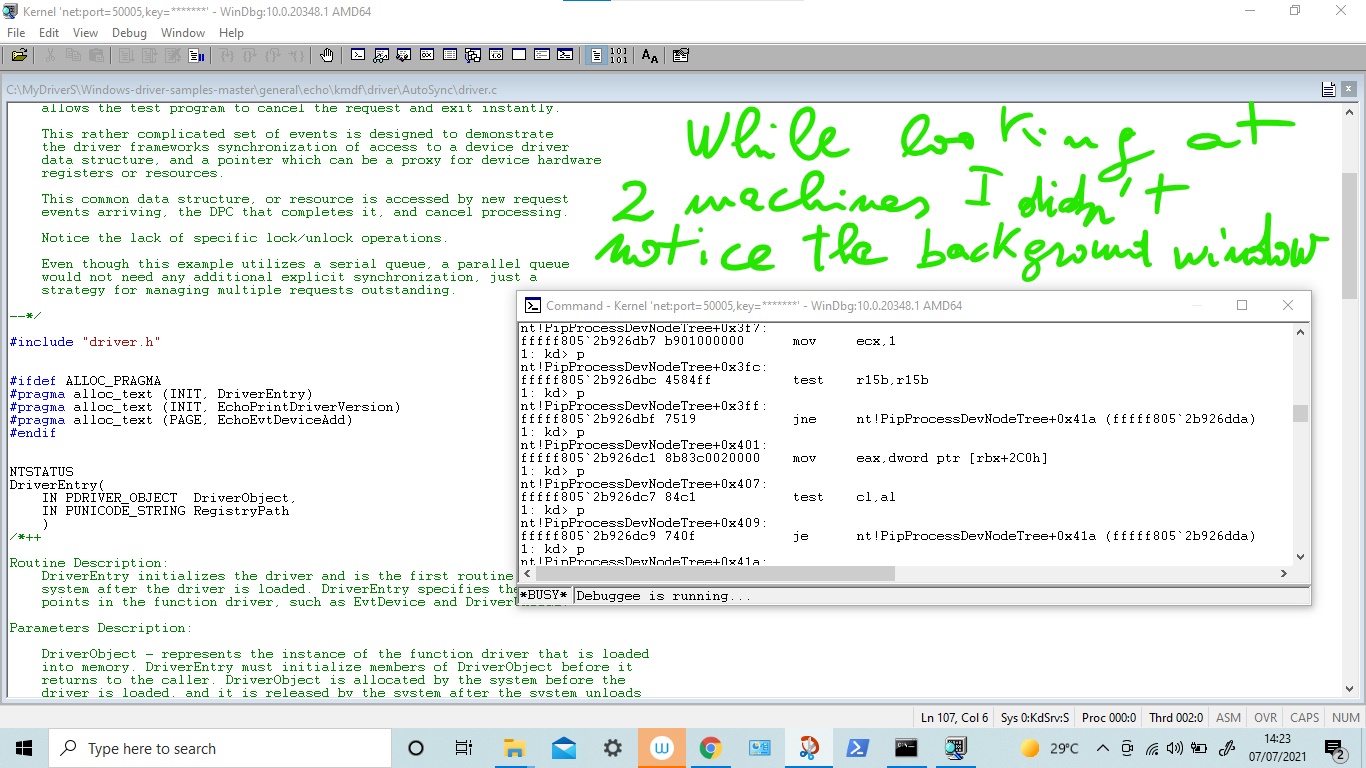 Kernel 'net:port=50005,key=*******' - WinDbg:10.0.20348.1 AMD64
File Edit View Debug Window Help
C:\MyDriverS\Windows-driver-samples-master\general\echo\kmdf\driver\AutoSync\driver.c
allows the test program to cancel the request and exit instantly.
This rather complicated set of events is designed to demonstrate
the driver frameworks synchronization of access to a device driver
data structure, and a pointer which can be a proxy for device hardware
registers or resources.
This common data structure, or resource is accessed by new request
events arriving, the DPC that completes it, and cancel processing.
Notice the lack of specific lock/unlock operations.
Even though this example utilizes a serial queue, a parallel queue
would not need any additional explicit synchronization, just a
strategy for managing multiple requests outstanding.
--*/
#include "driver.h"
#ifdef ALLOC_PRAGMA
#pragma alloc_text (INIT, DriverEntry)
#pragma alloc_text (INIT, EchoPrintDriverVersion)
#pragma alloc_text (PAGE, EchoEvtDeviceAdd)
#endif
NTSTATUS
DriverEntry(
IN PDRIVER_OBJECT DriverObject,
IN PUNICODE_STRING RegistryPath
)
/*++
Routine Description:
DriverEntry initializes the driver and is the first routine
system after the driver is loaded. DriverEntry specifies the
points in the function driver, such as EvtDevice and
Parameters Description:
DriverObject - represents the instance of the function driver that is loaded
into memory. DriverEntry must initialize members of DriverObject before it
returns to the caller. DriverObject is allocated by the system before the
driver is loaded, and it is released by the system after the system unloads
While looking at
2 machines I didn't
notice the background window
Command - Kernel 'net:port=50005,key=*******' - WinDbg:10.0.20348.1 AMD64
nt!PipProcessDevNodeTree+0x3f7:
fffff805`2b926db7 b901000000 mov ecx,1
1: kd> p
nt!PipProcessDevNodeTree+0x3fc:
fffff805`2b926dbc 4584ff test r15b,r15b
1: kd> p
nt!PipProcessDevNodeTree+0x3ff:
fffff805`2b926dbf 7519 jne nt!PipProcessDevNodeTree+0x41a (fffff805`2b926dda)
1: kd> p
nt!PipProcessDevNodeTree+0x401:
fffff805`2b926dc1 8b83c0020000 mov eax,dword ptr [rbx+2C0h]
1: kd> p
nt!PipProcessDevNodeTree+0x407:
fffff805`2b926dc7 84c1 test cl,al
1: kd> p
nt!PipProcessDevNodeTree+0x409:
fffff805`2b926dc9 740f je nt!PipProcessDevNodeTree+0x41a (fffff805`2b926dda)
1: kd> p
nt!PipProcessDevNodeTree+0x41a:
*BUSY* Debuggee is running...
Ln 107, Col 6 Sys 0:KdSrv:S Proc 000:0 Thrd 002:0 ASM OVR CAPS NUM
Type here to search
29°C
14:23
07/07/2021
2